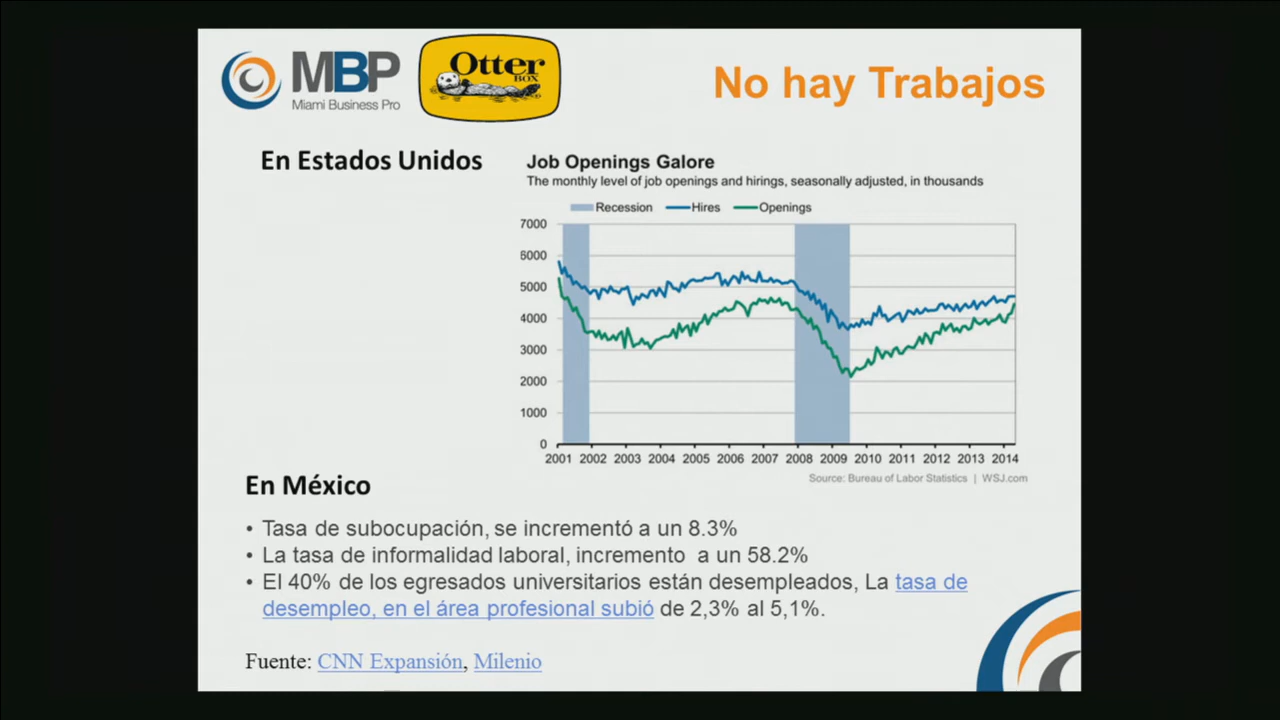 MBP
Miami Business Pro
Otter
BOX
No hay Trabajos
En Estados Unidos
Job Openings Galore
The monthly level of job openings and hirings, seasonally adjusted, in thousands
Recession Hires Openings
7000
6000
5000
4000
3000
2000
1000
0
2001 2002 2003 2004 2005 2006 2007 2008 2009 2010 2011 2012 2013 2014
Source: Bureau of Labor Statistics | WSJ.com
En México
• Tasa de subocupación, se incrementó a un 8.3%
• La tasa de informalidad laboral, incremento a un 58.2%
• El 40% de los egresados universitarios están desempleados, La tasa de
desempleo, en el área profesional subió de 2,3% al 5,1%.
Fuente: CNN Expansión, Milenio